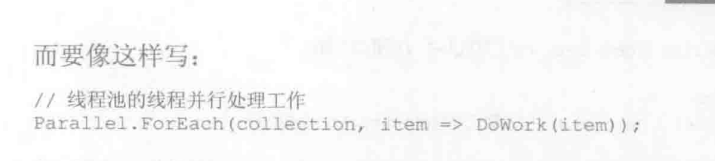 而要像这样写：
// 线程池的线程并行处理工作
Parallel.ForEach(collection, item => DoWork(item));